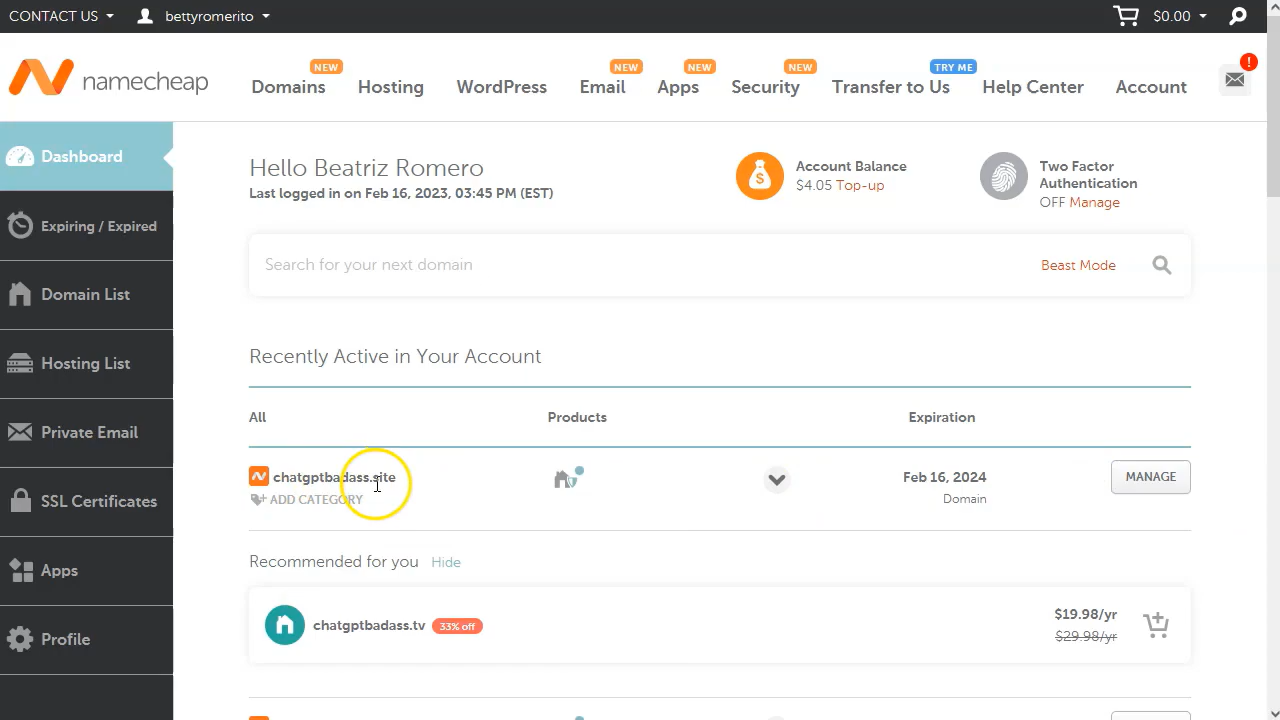 CONTACT US bettyromerito $0.00
NEW NEW NEW NEW TRY ME !
namecheap Domains Hosting WordPress Email Apps Security Transfer to Us Help Center Account
Dashboard
Expiring / Expired
Domain List
Hosting List
Private Email
SSL Certificates
Apps
Profile
Hello Beatriz Romero
Last logged in on Feb 16, 2023, 03:45 PM (EST)
Account Balance
$4.05 Top-up
Two Factor
Authentication
OFF Manage
Search for your next domain Beast Mode
Recently Active in Your Account
All Products Expiration
chatgptbadass.site Feb 16, 2024 MANAGE
ADD CATEGORY Domain
Recommended for you Hide
chatgptbadass.tv 33% off $19.98/yr
$29.98/yr